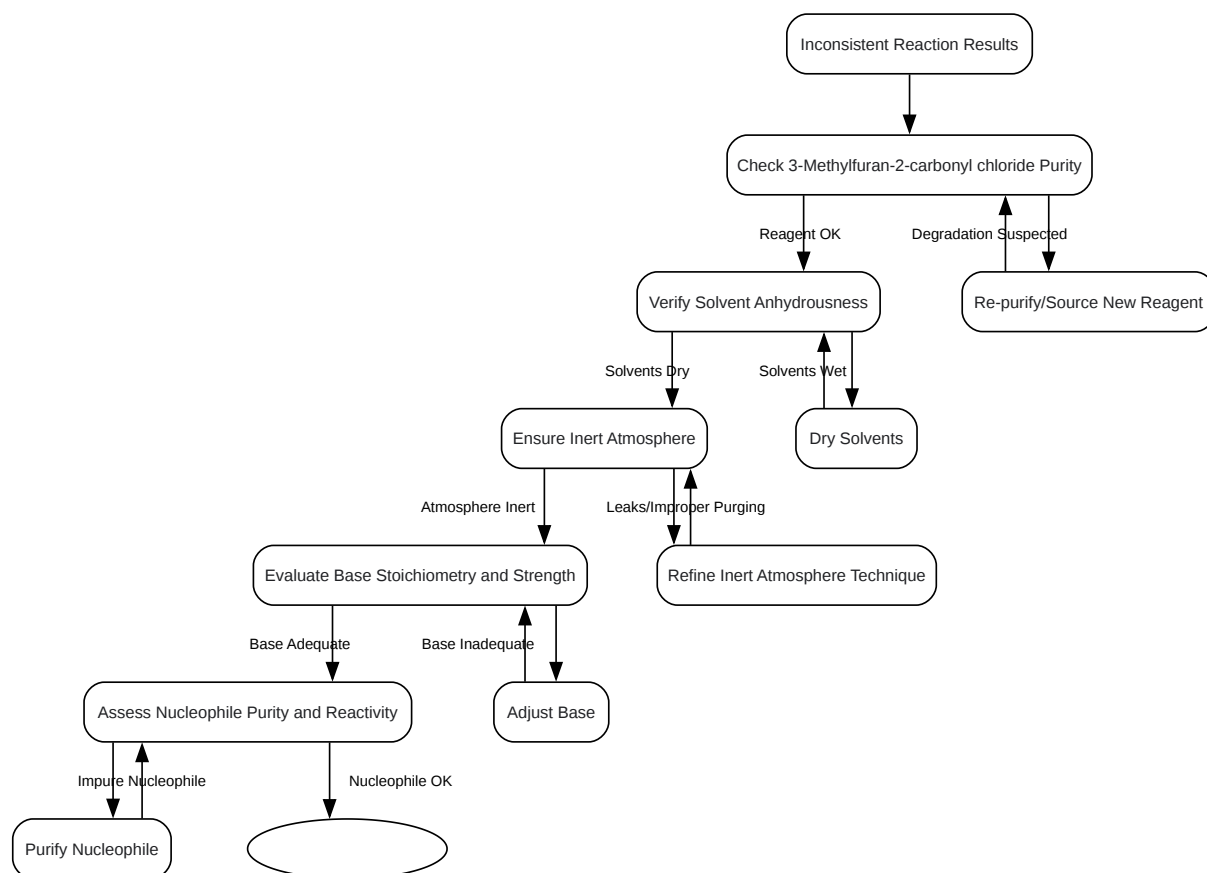 Inconsistent Reaction Results
Check 3-Methylfuran-2-carbonyl chloride Purity
Reagent OK
Degradation Suspected
Verify Solvent Anhydrousness
Re-purify/Source New Reagent
Solvents Dry
Solvents Wet
Ensure Inert Atmosphere
Dry Solvents
Atmosphere Inert
Leaks/Improper Purging
Evaluate Base Stoichiometry and Strength
Refine Inert Atmosphere Technique
Base Adequate
Base Inadequate
Assess Nucleophile Purity and Reactivity
Adjust Base
Impure Nucleophile
Nucleophile OK
Purify Nucleophile